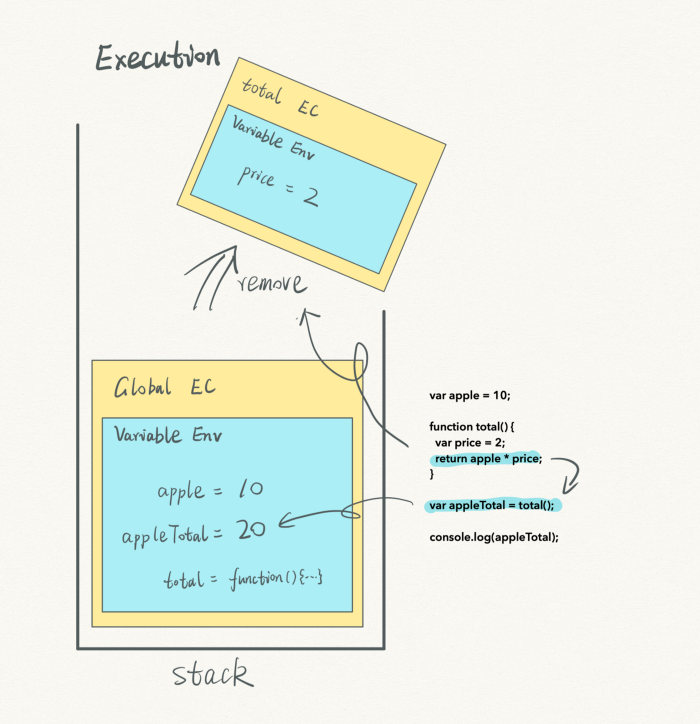 Execution
total EC
Variable Env
price = 2
remove
Global EC
Variable Env
apple = 10
appleTotal = 20
total = function(){...}
stack
var apple = 10;
function total() {
var price = 2;
return apple * price;
}
var appleTotal = total();
console.log(appleTotal);